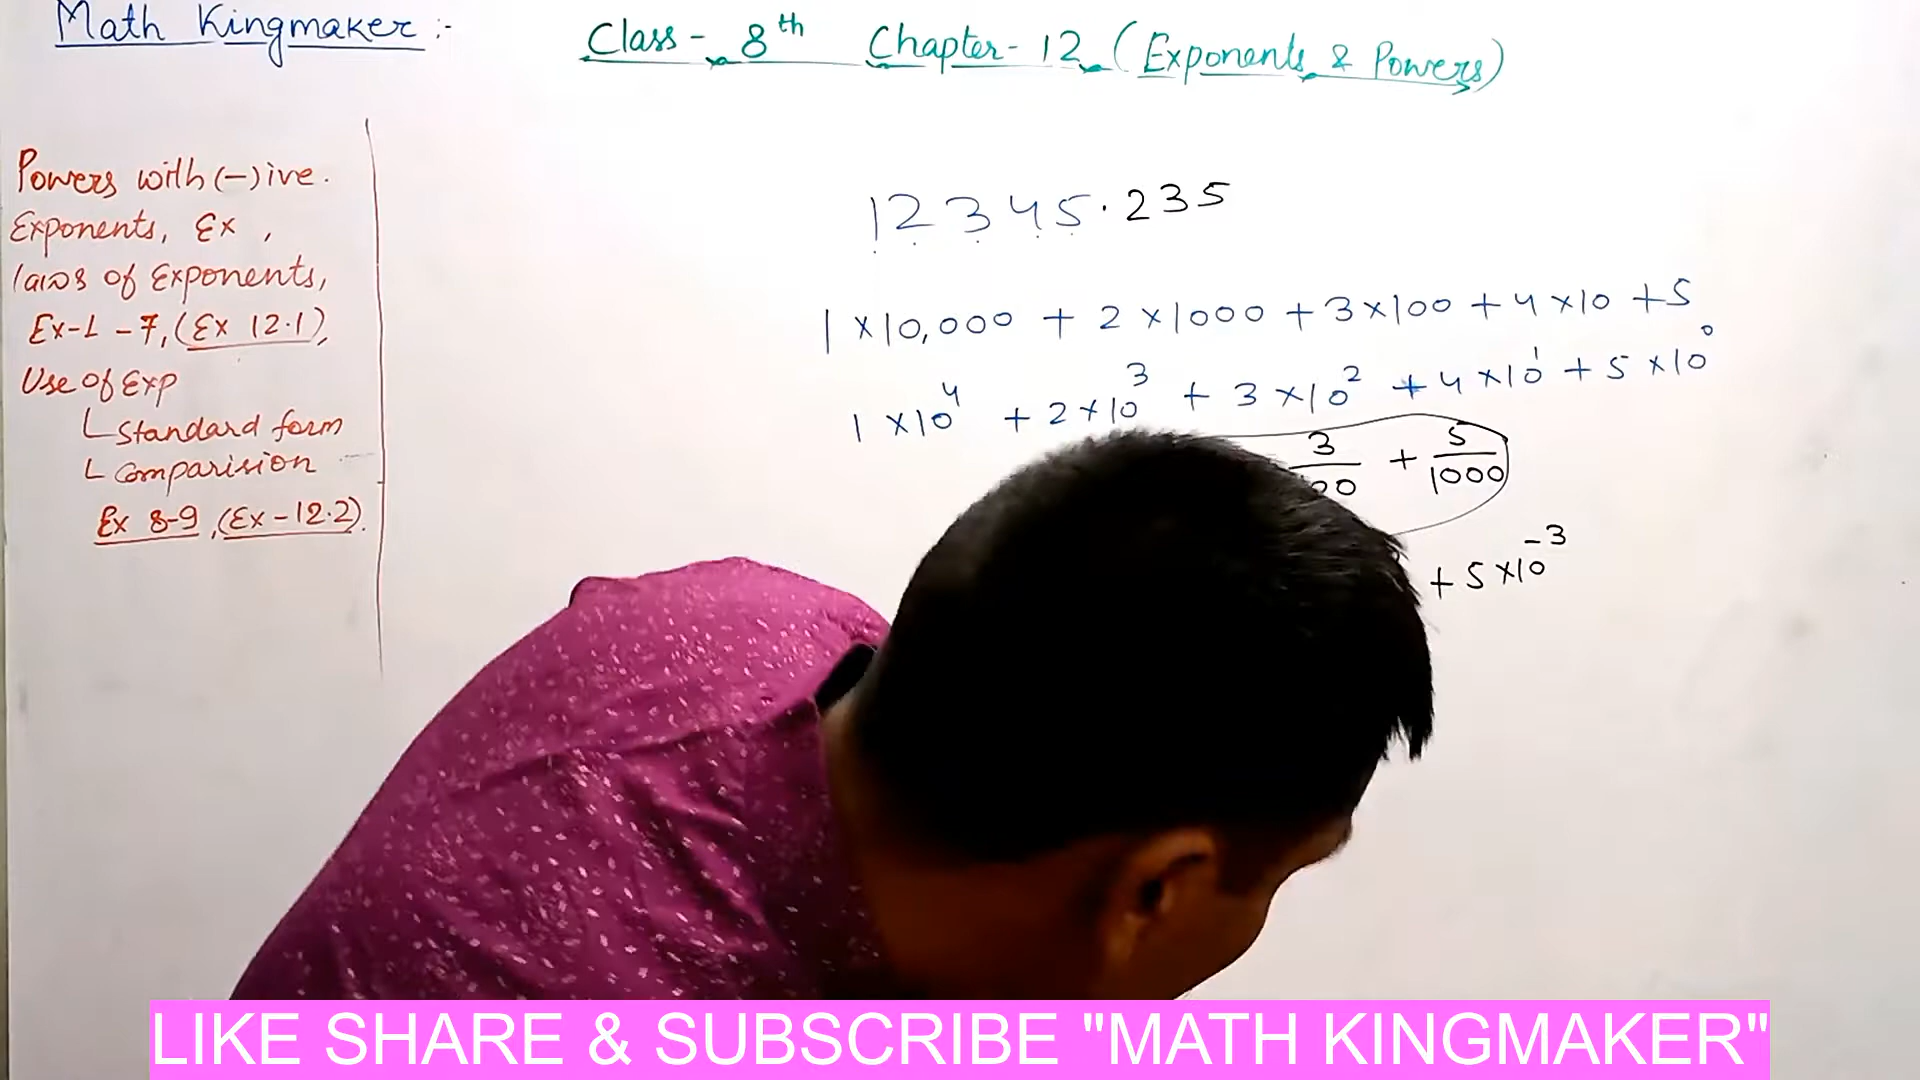 Math Kingmaker :-
Class - 8th Chapter - 12 (Exponents & Powers)
Powers with (-)ive.
Exponents, Ex ,
laws of Exponents,
Ex-1 - 7, (Ex 12.1),
Use of Exp
Standard form
Comparision
Ex 8-9, (Ex - 12.2).
12345.235
1 × 10,000 + 2 × 1000 + 3 × 100 + 4 × 10 + 5
1 × 10⁴ + 2 × 10³ + 3 × 10² + 4 × 10¹ + 5 × 10⁰
3/100 + 5/1000
+ 5 × 10⁻³
LIKE SHARE & SUBSCRIBE "MATH KINGMAKER"